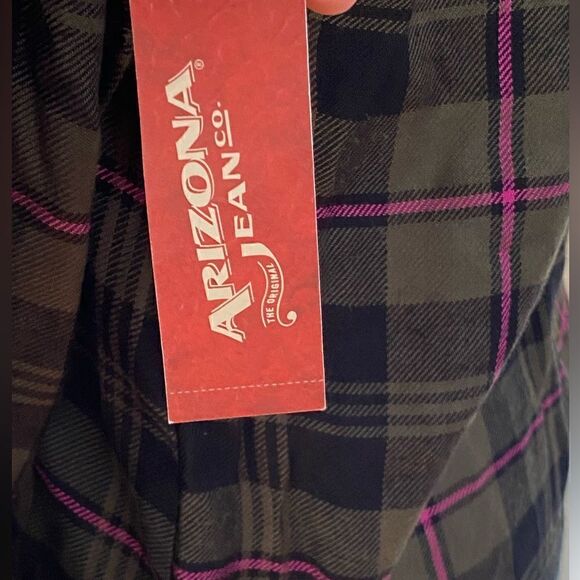 ARIZONA®
JEAN CO.
THE ORIGINAL